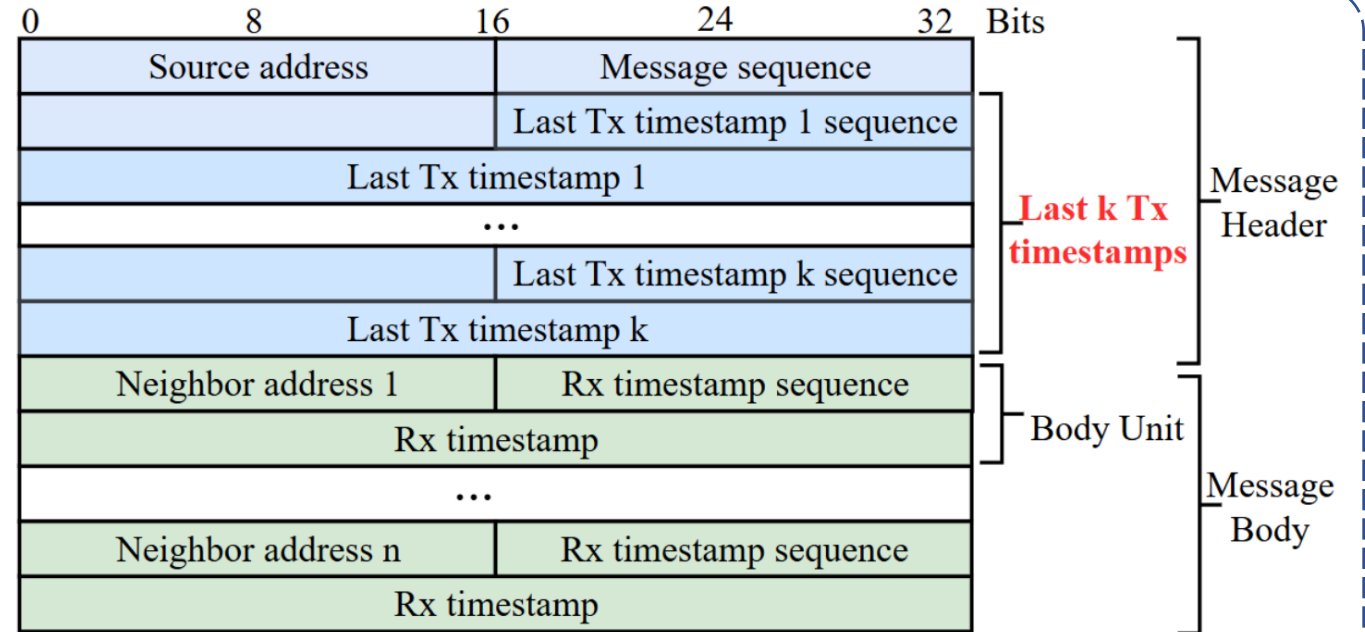 0 8 16 24 32 Bits
Source address Message sequence
Last Tx timestamp 1 sequence
Last Tx timestamp 1
...
Last Tx timestamp k sequence
Last Tx timestamp k
Last k Tx
timestamps
Message
Header
Neighbor address 1 Rx timestamp sequence
Rx timestamp
Body Unit
...
Neighbor address n Rx timestamp sequence
Rx timestamp
Message
Body